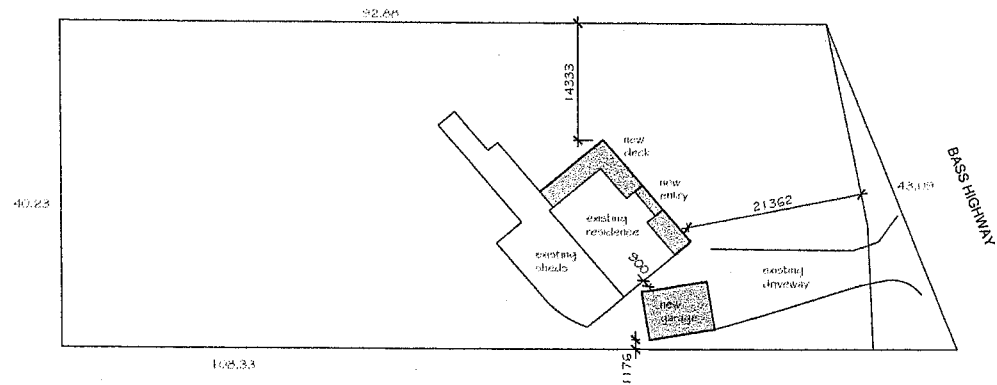 92.88
14333
new
deck
new
entry
BASS HIGHWAY
43.09
40.23
21362
existing
residence
existing
sheds
900
existing
driveway
new
garage
1176
108.33